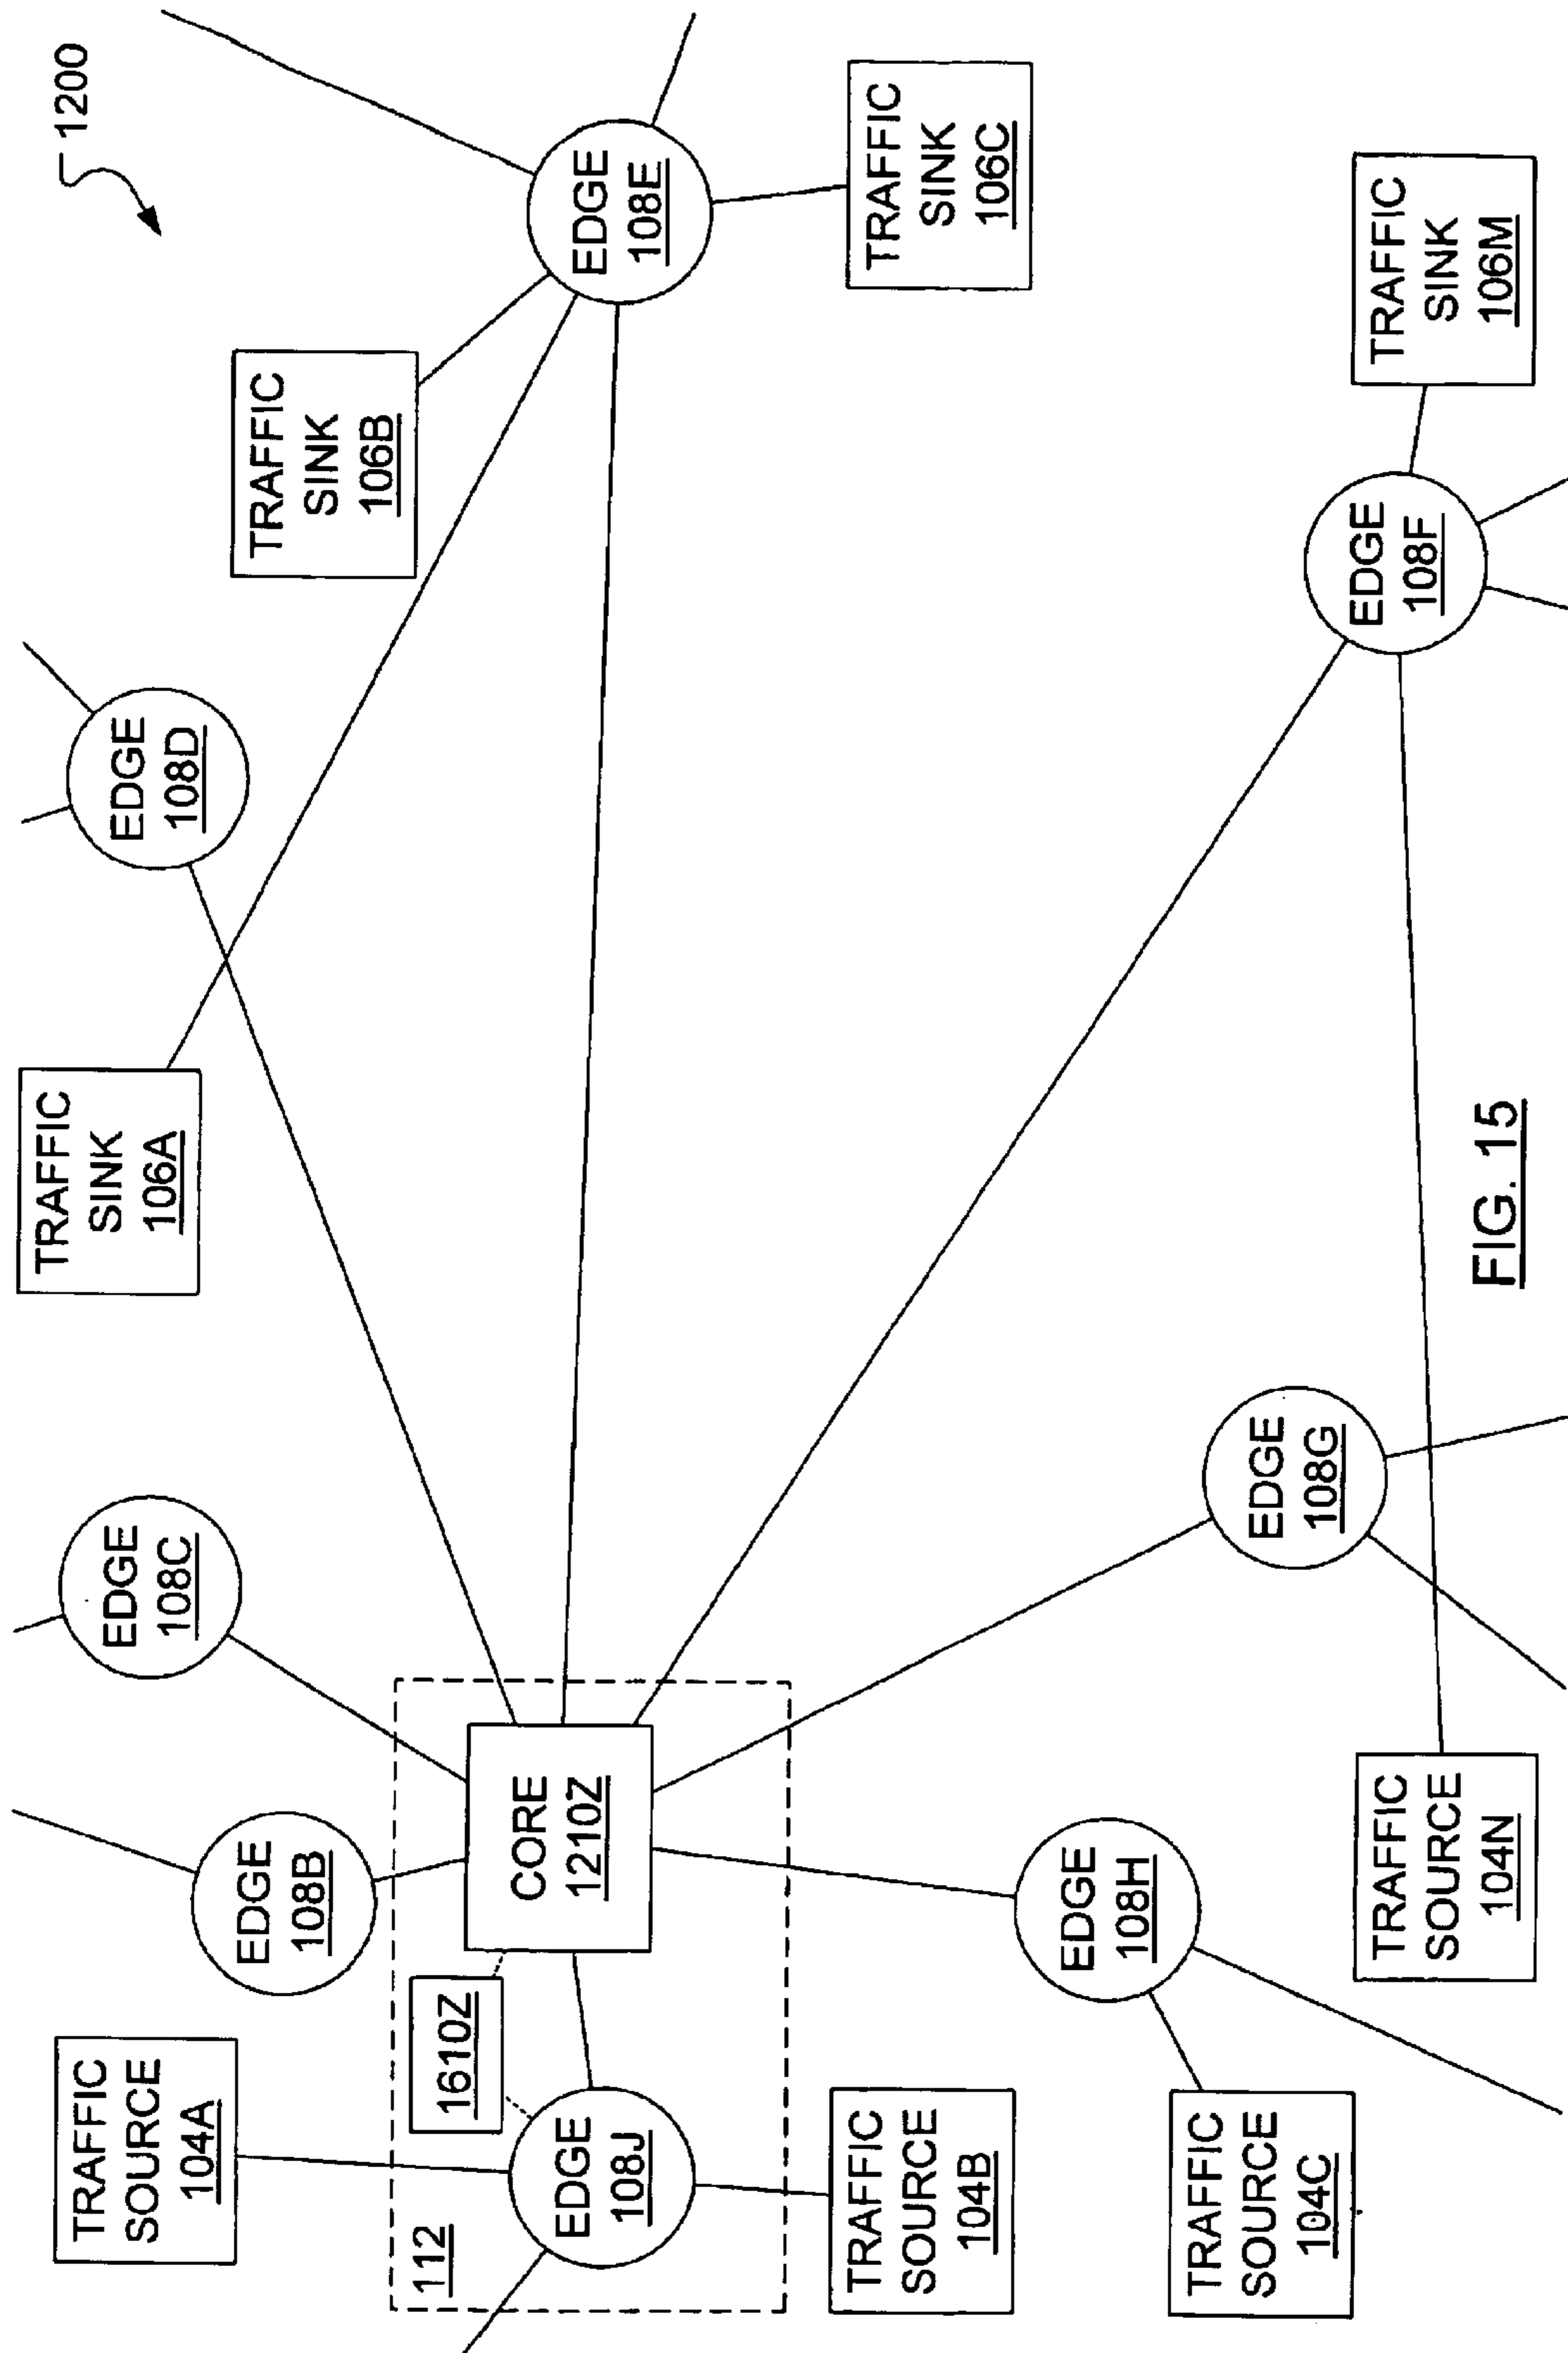 1200
TRAFFIC
SOURCE
104A
EDGE
108B
EDGE
108C
TRAFFIC
SINK
106A
EDGE
108D
TRAFFIC
SINK
106B
EDGE
108E
TRAFFIC
SINK
106C
112
EDGE
108J
1610Z
CORE
1210Z
TRAFFIC
SOURCE
104B
TRAFFIC
SOURCE
104C
EDGE
108H
EDGE
108G
EDGE
108F
TRAFFIC
SINK
106M
TRAFFIC
SOURCE
104N
FIG. 15